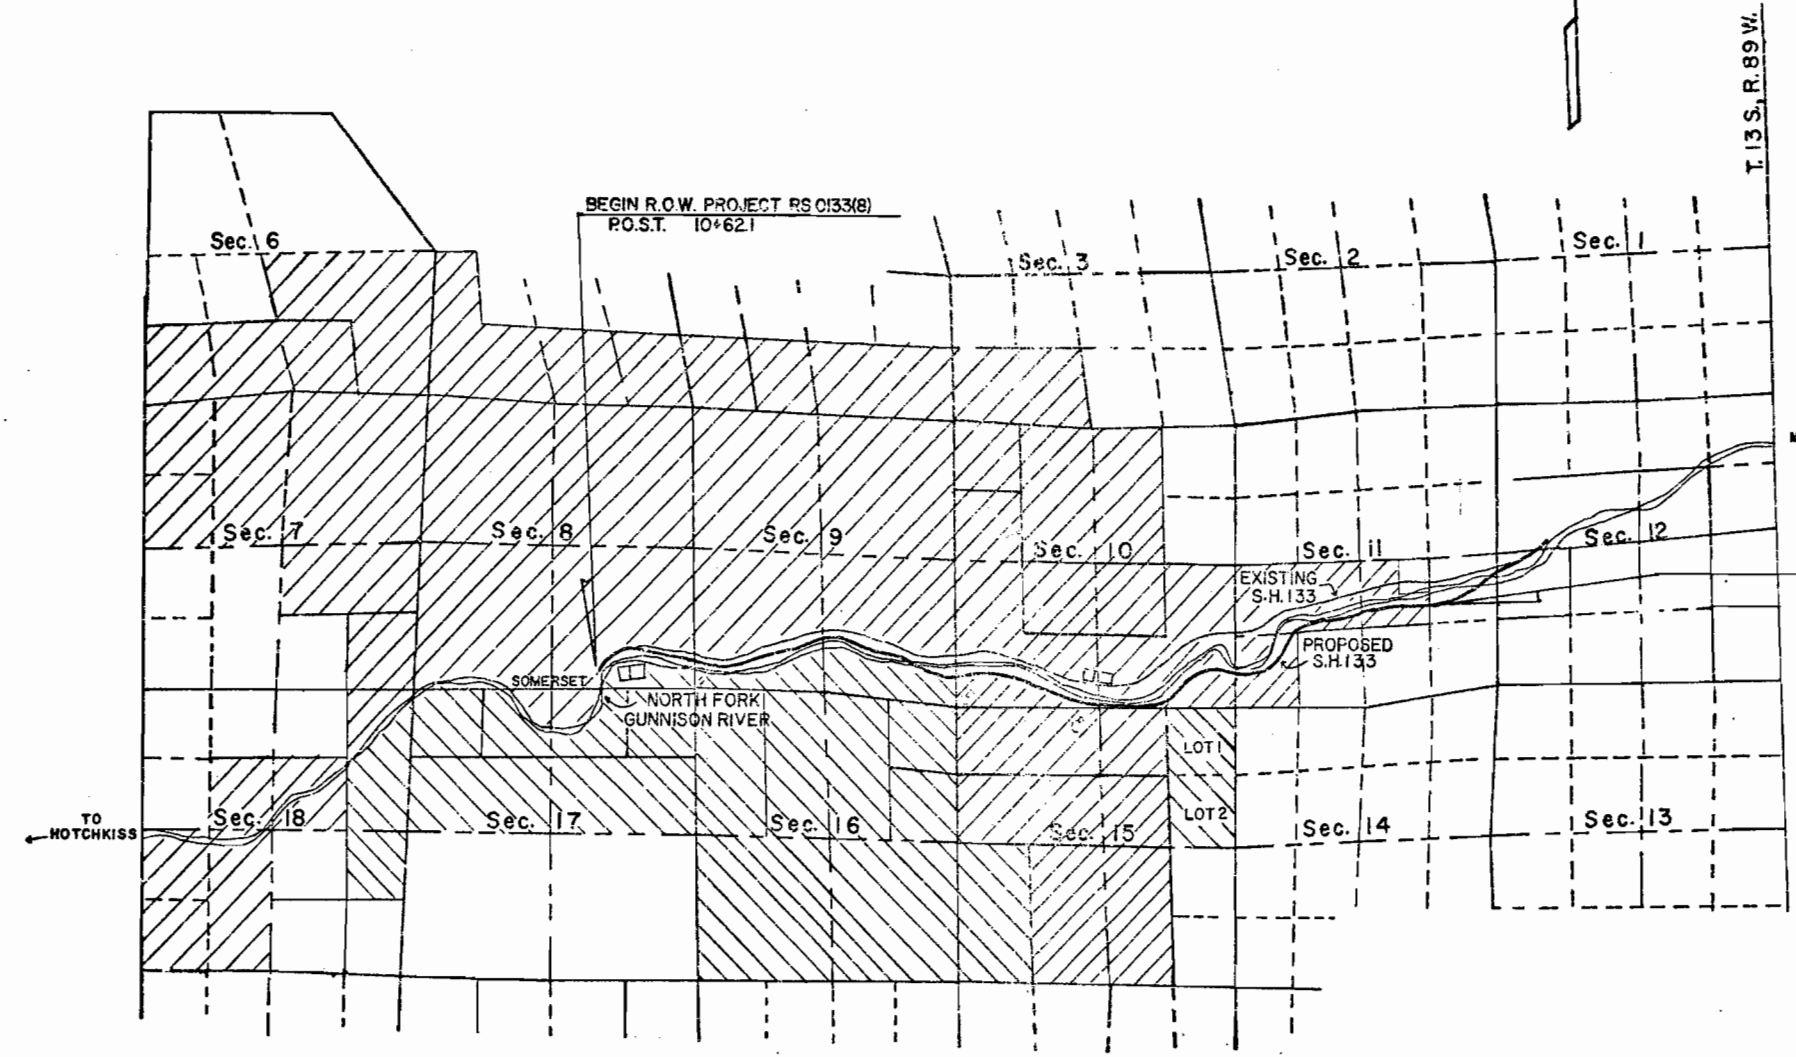 T. 13 S., R. 89 W.
BEGIN R.O.W. PROJECT RS 0133(8)
P.O.S.T. 10+62.1
Sec. 6
Sec. 3
Sec. 2
Sec. 1
Sec. 7
Sec. 8
Sec. 9
Sec. 10
Sec. 11
Sec. 12
EXISTING
S.H. 133
PROPOSED
S.H. 133
SOMERSET
NORTH FORK
GUNNISON RIVER
LOT 1
LOT 2
TO
HOTCHKISS
Sec. 18
Sec. 17
Sec. 16
Sec. 15
Sec. 14
Sec. 13